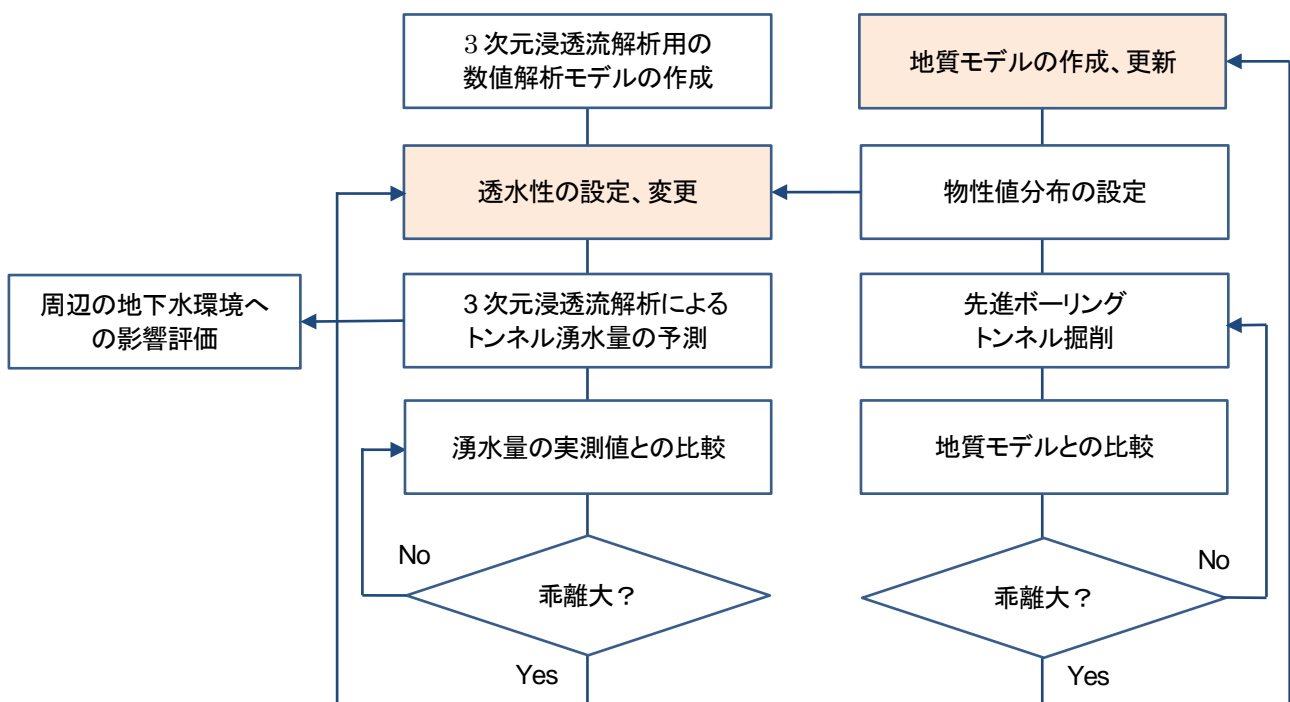 3次元浸透流解析用の
数値解析モデルの作成
地質モデルの作成、更新
透水性の設定、変更
物性値分布の設定
周辺の地下水環境へ
の影響評価
3次元浸透流解析による
トンネル湧水量の予測
先進ボーリング
トンネル掘削
湧水量の実測値との比較
地質モデルとの比較
No
乖離大?
No
乖離大?
Yes
Yes